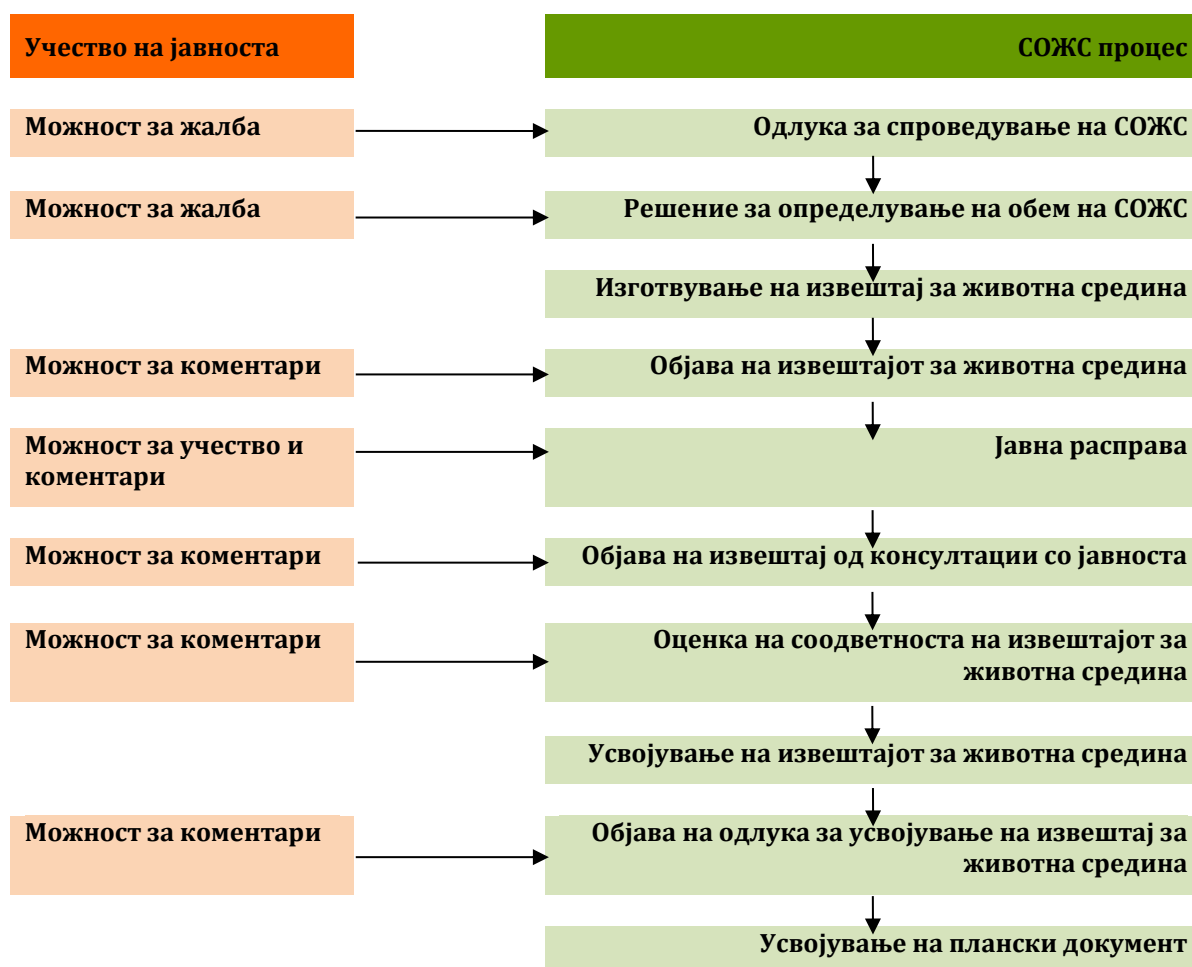 Учество на јавноста
СОЖС процес
Можност за жалба
Одлука за спроведување на СОЖС
Можност за жалба
Решение за определување на обем на СОЖС
Изготвување на извештај за животна средина
Можност за коментари
Објава на извештајот за животна средина
Можност за учество и
коментари
Јавна расправа
Можност за коментари
Објава на извештај од консултации со јавноста
Можност за коментари
Оценка на соодветноста на извештајот за
животна средина
Усвојување на извештајот за животна средина
Можност за коментари
Објава на одлука за усвојување на извештај за
животна средина
Усвојување на плански документ